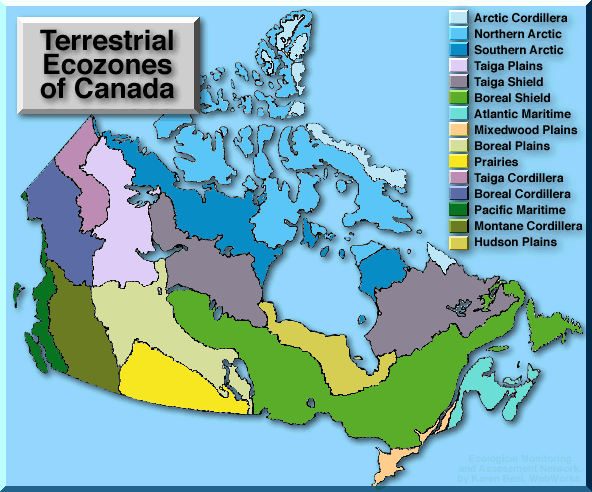 Terrestrial
Ecozones
of Canada
Arctic Cordillera
Northern Arctic
Southern Arctic
Taiga Plains
Taiga Shield
Boreal Shield
Atlantic Maritime
Mixedwood Plains
Boreal Plains
Prairies
Taiga Cordillera
Boreal Cordillera
Pacific Maritime
Montane Cordillera
Hudson Plains
Ecological Monitoring
and Assessment Network
by